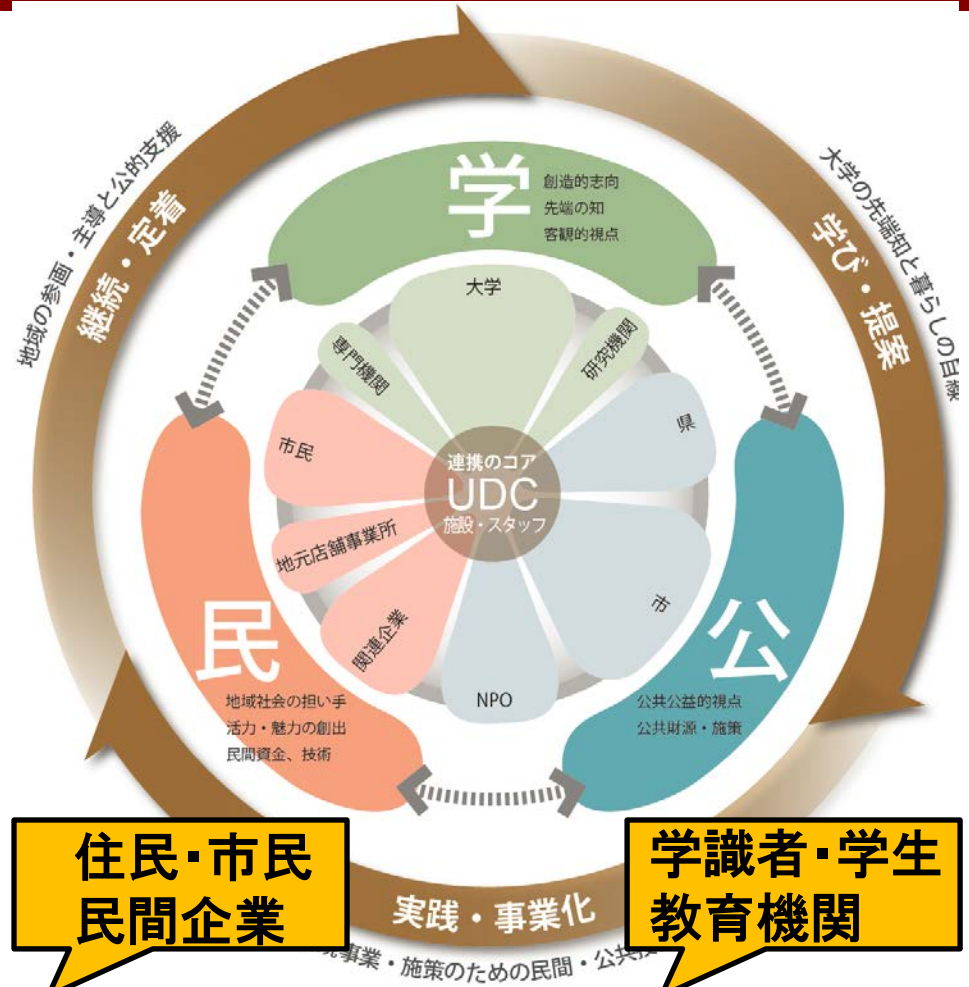 地域の参画・主導と公的支援
継続・定着
大学の先端知と暮らしの目線
学び・提案
学
創造的志向
先端の知
客観的視点
大学
専門機関
研究機関
市民
県
連携のコア
UDC
施設・スタッフ
地元店舗事業所
関連企業
市
NPO
民
地域社会の担い手
活力・魅力の創出
民間資金、技術
公
公共公益的視点
公共財源・施策
住民・市民
民間企業
学識者・学生
教育機関
実践・事業化
事業・施策のための民間・公共